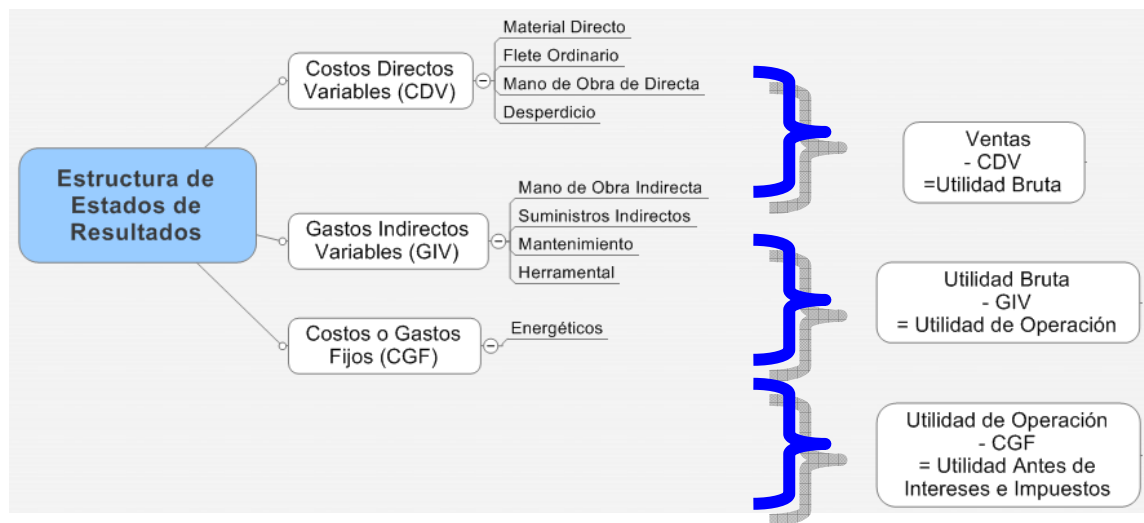 Estructura de
Estados de
Resultados
Costos Directos
Variables (CDV)
Material Directo
Flete Ordinario
Mano de Obra de Directa
Desperdicio
Ventas
- CDV
=Utilidad Bruta
Gastos Indirectos
Variables (GIV)
Mano de Obra Indirecta
Suministros Indirectos
Mantenimiento
Herramental
Utilidad Bruta
- GIV
= Utilidad de Operación
Costos o Gastos
Fijos (CGF)
Energéticos
Utilidad de Operación
- CGF
= Utilidad Antes de
Intereses e Impuestos